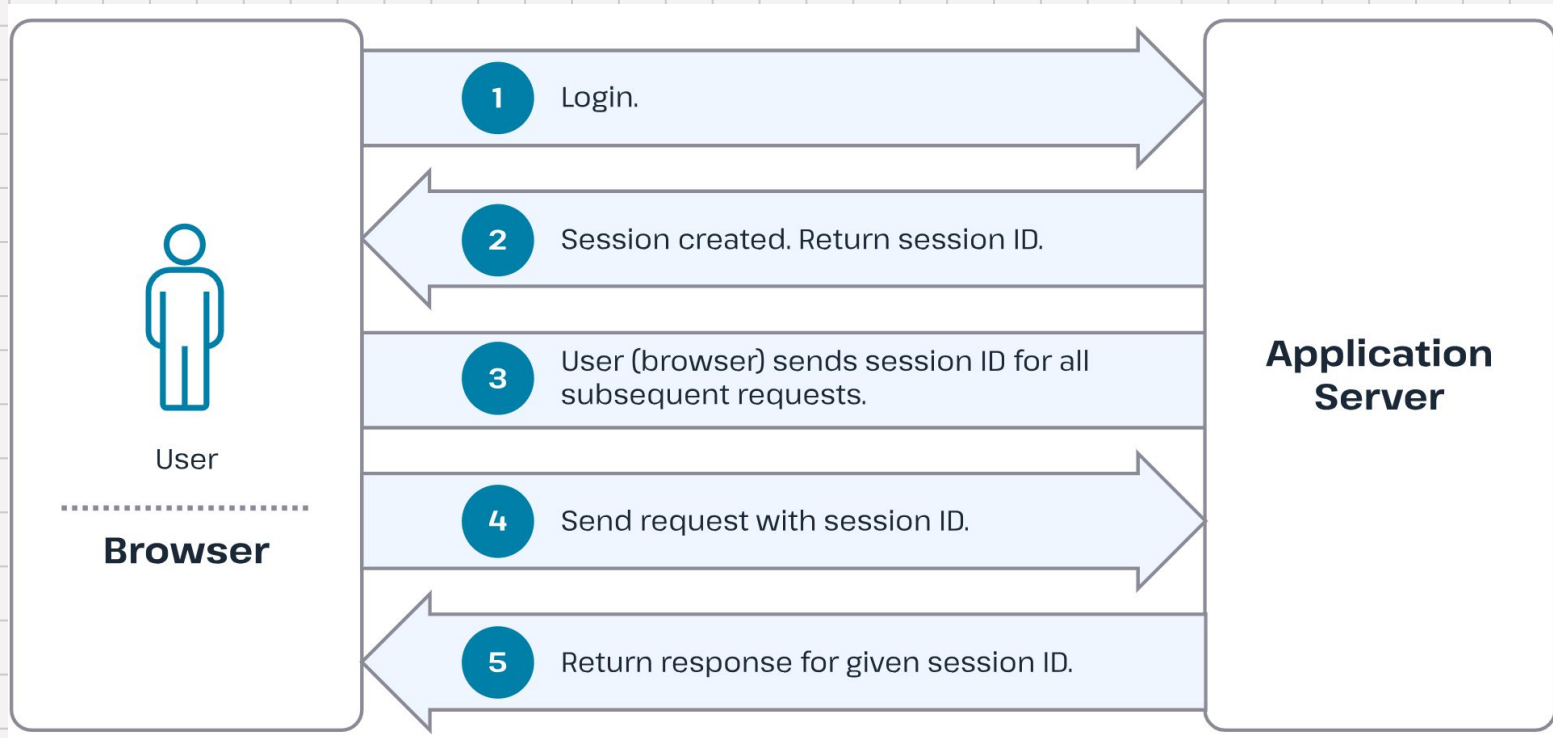 1 Login.
2 Session created. Return session ID.
3 User (browser) sends session ID for all
subsequent requests.
4 Send request with session ID.
5 Return response for given session ID.
User
Browser
Application
Server